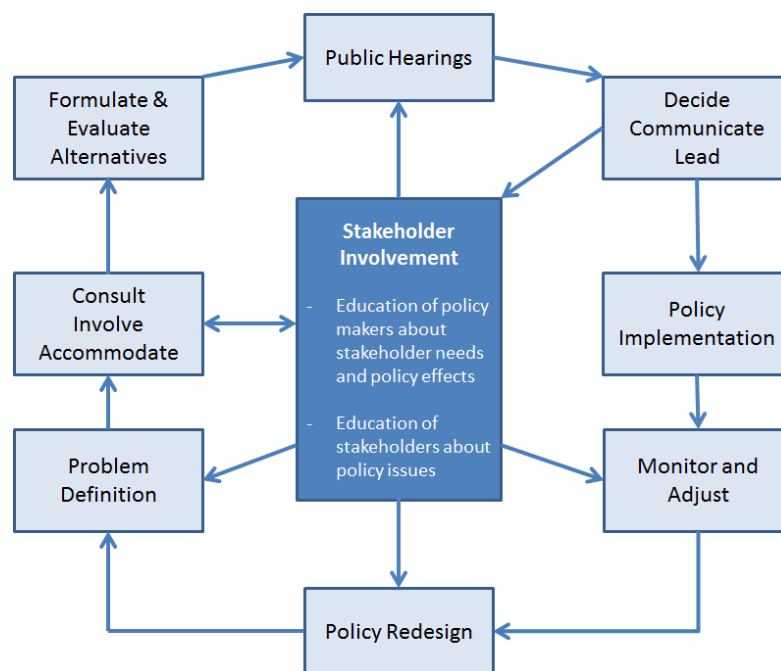 Public Hearings
Formulate &
Evaluate
Alternatives
Decide
Communicate
Lead
Stakeholder
Involvement
- Education of policy
makers about
stakeholder needs
and policy effects
- Education of
stakeholders about
policy issues
Consult
Involve
Accommodate
Policy
Implementation
Problem
Definition
Monitor and
Adjust
Policy Redesign